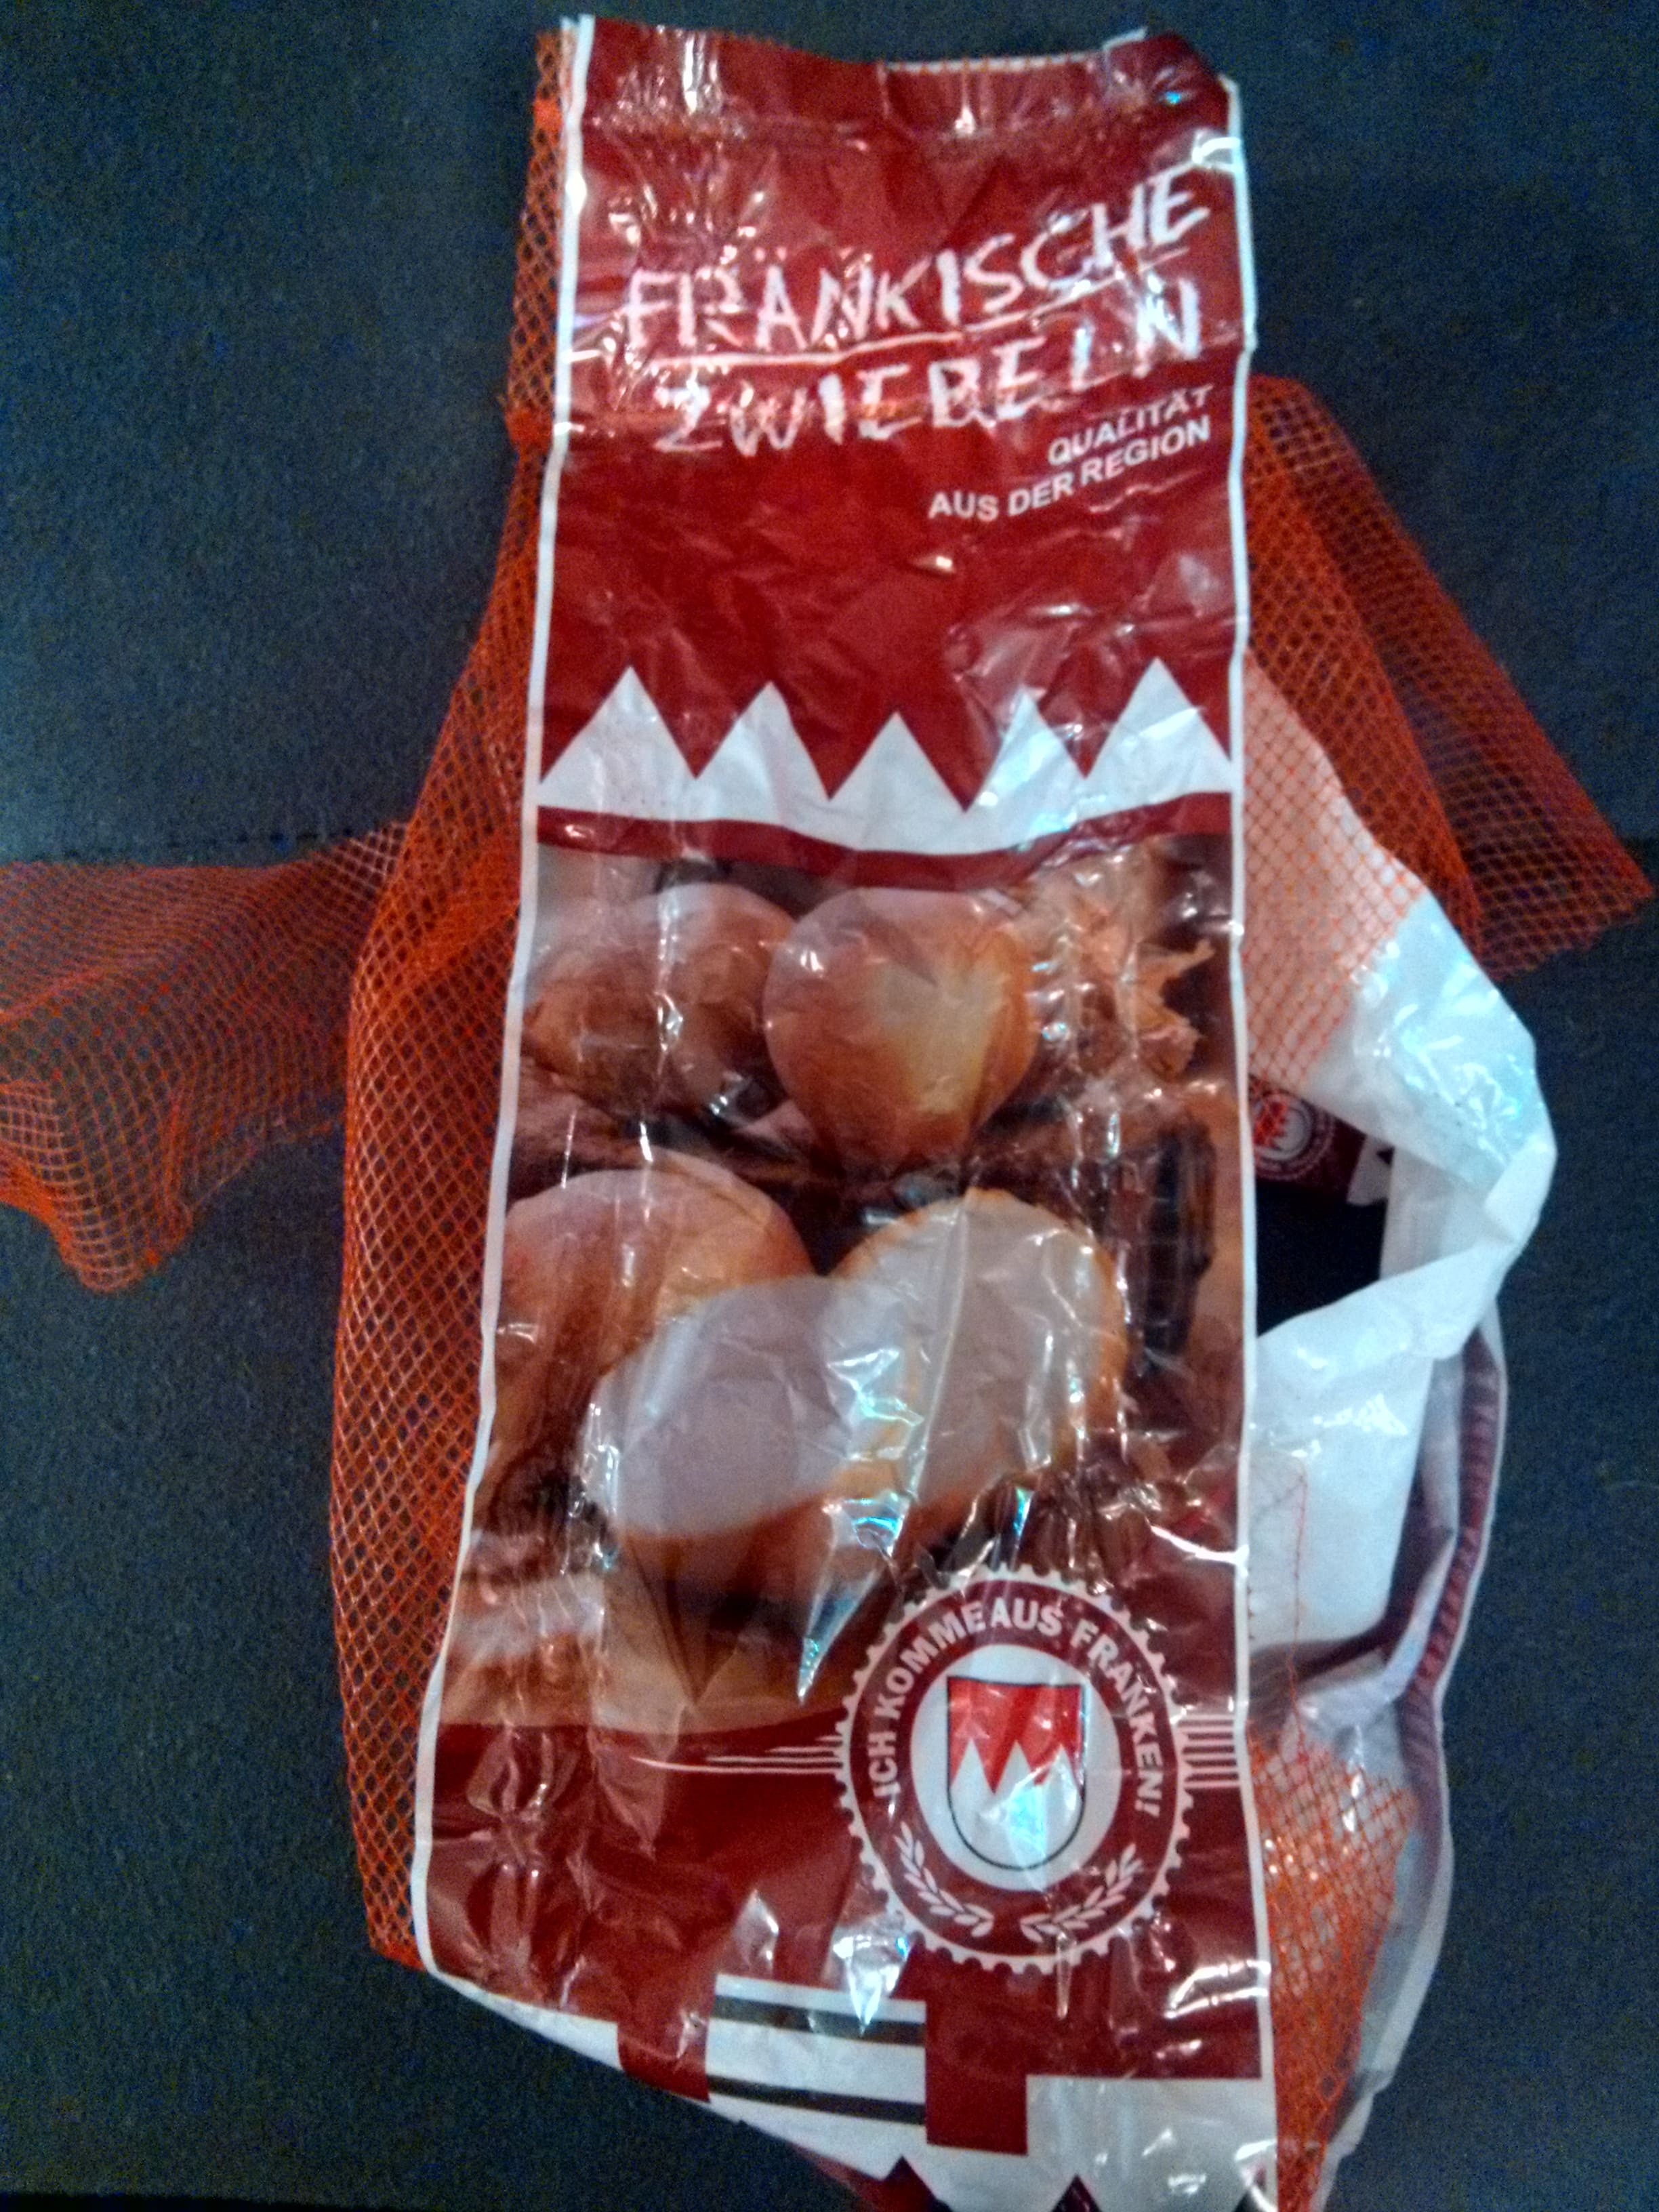 FRÄNKISCHE
ZWIEBELN
QUALITÄT
AUS DER REGION
ICH KOMME AUS FRANKEN!